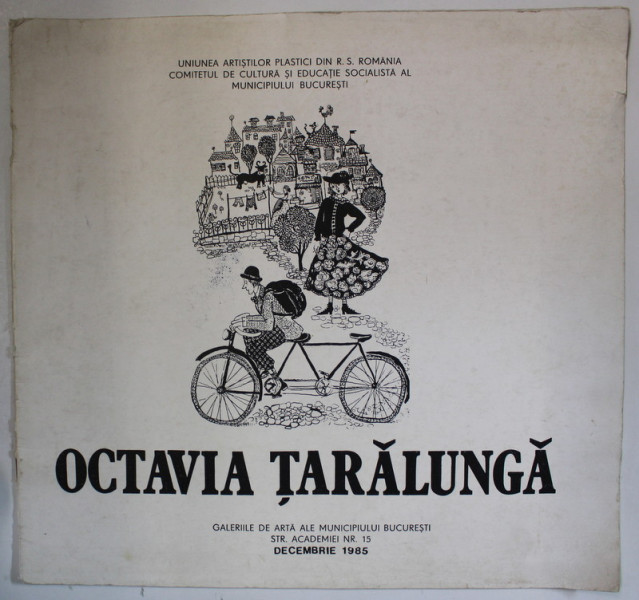 UNIUNEA ARTIȘTILOR PLASTICI DIN R. S. ROMÂNIA
COMITETUL DE CULTURĂ ȘI EDUCAȚIE SOCIALISTĂ AL
MUNICIPIULUI BUCUREȘTI
OCTAVIA ȚARĂLUNGĂ
GALERIILE DE ARTĂ ALE MUNICIPIULUI BUCUREȘTI
STR. ACADEMIEI NR. 15
DECEMBRIE 1985